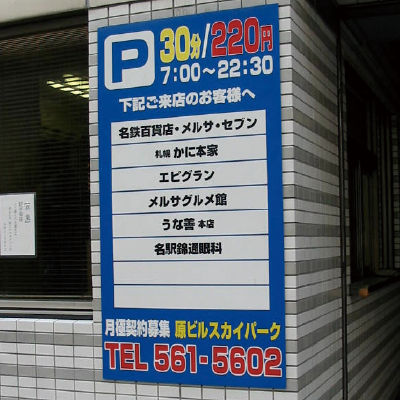 P 30分/220円
7:00～22:30
下記ご来店のお客様へ
名鉄百貨店・メルサ・セブン
札幌 かに本家
エビグラン
メルサグルメ館
うな善 本店
名駅錦通眼科
月極契約募集 原ビルスカイパーク
TEL 561-5602